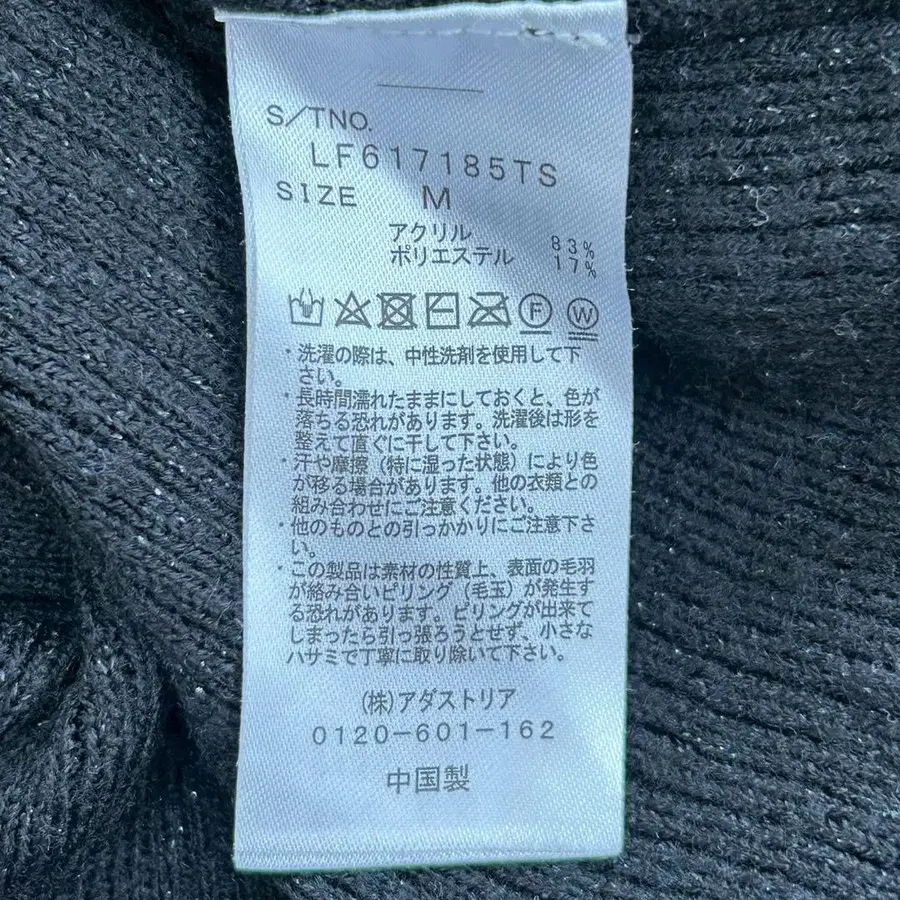 S/TNO.
LF617185TS
SIZE M
アクリル 83%
ポリエステル 17%
F W
・洗濯の際は、中性洗剤を使用して下
さい。
・長時間濡れたままにしておくと、色が
落ちる恐れがあります。洗濯後は形を
整えて直ぐに干して下さい。
・汗や摩擦（特に湿った状態）により色
が移る場合があります。他の衣類との
組み合わせにご注意ください。
・他のものとの引っかかりにご注意下さ
い。
・この製品は素材の性質上、表面の毛羽
が絡み合いピリング（毛玉）が発生す
る恐れがあります。ピリングが出来て
しまったら引っ張ろうとせず、小さな
ハサミで丁寧に取り除いて下さい。
(株)アダストリア
0120-601-162
中国製